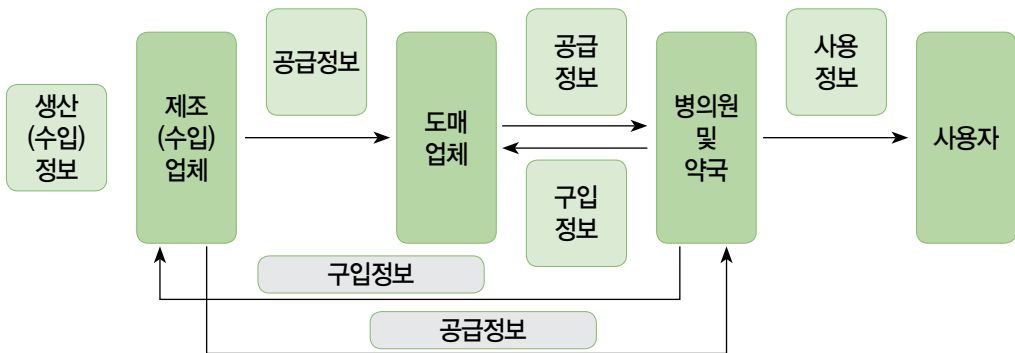 생산
(수입)
정보
제조
(수입)
업체
공급정보
도매
업체
공급
정보
구입
정보
병의원
및
약국
사용
정보
사용자
구입정보
공급정보